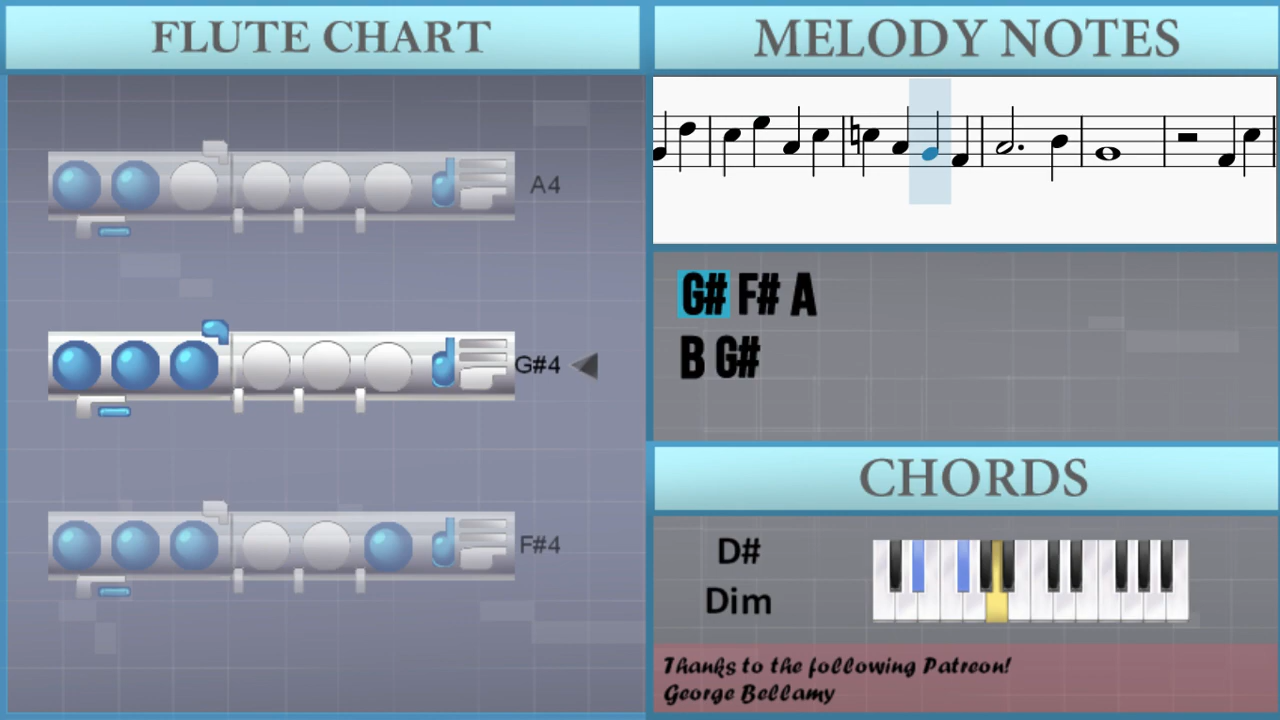 FLUTE CHART
A4
G#4
F#4
MELODY NOTES
G# F# A
B G#
CHORDS
D#
Dim
Thanks to the following Patreon!
George Bellamy